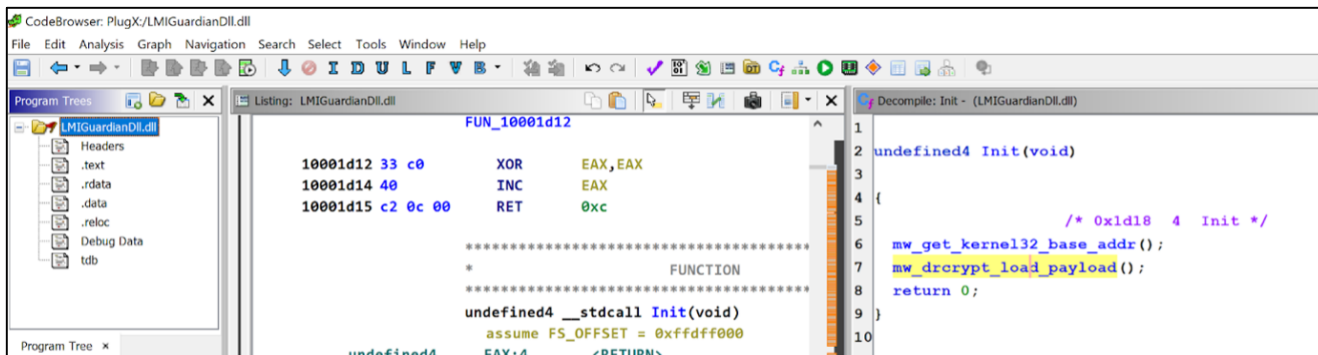 CodeBrowser: PlugX:/LMIGuardianDll.dll
File Edit Analysis Graph Navigation Search Select Tools Window Help
I D U L F V B
Program Trees
LMIGuardianDll.dll
Headers
.text
.rdata
.data
.reloc
Debug Data
tdb
Program Tree ×
Listing: LMIGuardianDll.dll
FUN_10001d12
10001d12 33 c0 XOR EAX,EAX
10001d14 40 INC EAX
10001d15 c2 0c 00 RET 0xc
****************************************
* FUNCTION
****************************************
undefined4 __stdcall Init(void)
assume FS_OFFSET = 0xffdff000
undefined4 EAX:4 <RETURN>
Decompile: Init - (LMIGuardianDll.dll)
1
2 undefined4 Init(void)
3
4 {
5 /* 0x1d18 4 Init */
6 mw_get_kernel32_base_addr();
7 mw_drcrypt_load_payload();
8 return 0;
9 }
10